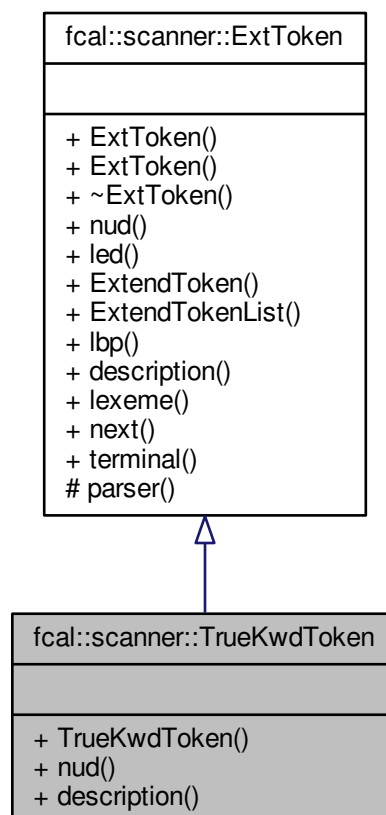 fcal::scanner::ExtToken
+ ExtToken()
+ ExtToken()
+ ~ExtToken()
+ nud()
+ led()
+ ExtendToken()
+ ExtendTokenList()
+ lbp()
+ description()
+ lexeme()
+ next()
+ terminal()
# parser()
fcal::scanner::TrueKwdToken
+ TrueKwdToken()
+ nud()
+ description()